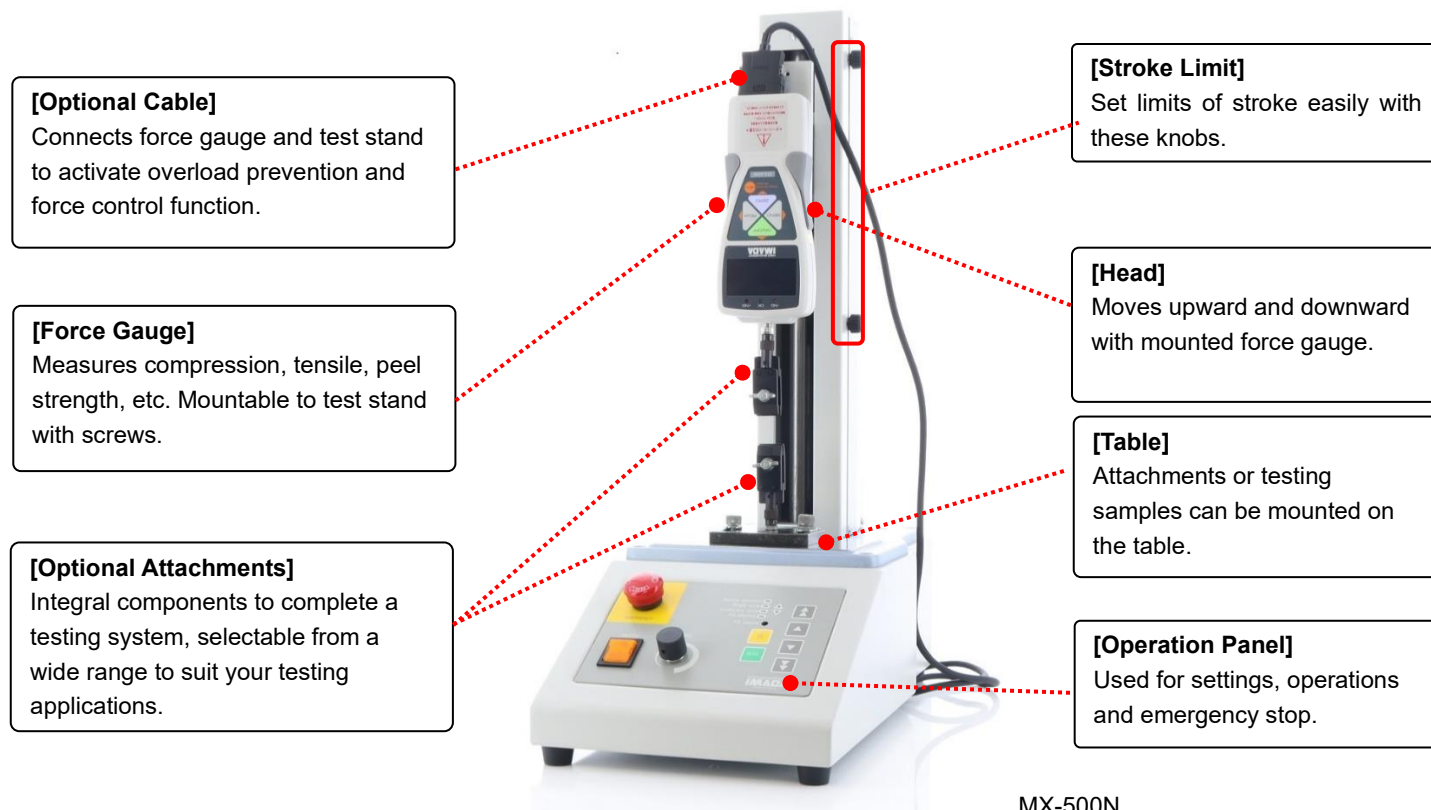 [Optional Cable]
Connects force gauge and test stand
to activate overload prevention and
force control function.
[Force Gauge]
Measures compression, tensile, peel
strength, etc. Mountable to test stand
with screws.
[Optional Attachments]
Integral components to complete a
testing system, selectable from a
wide range to suit your testing
applications.
[Stroke Limit]
Set limits of stroke easily with
these knobs.
[Head]
Moves upward and downward
with mounted force gauge.
[Table]
Attachments or testing
samples can be mounted on
the table.
[Operation Panel]
Used for settings, operations
and emergency stop.
IMADA
IMADA
MX-500N